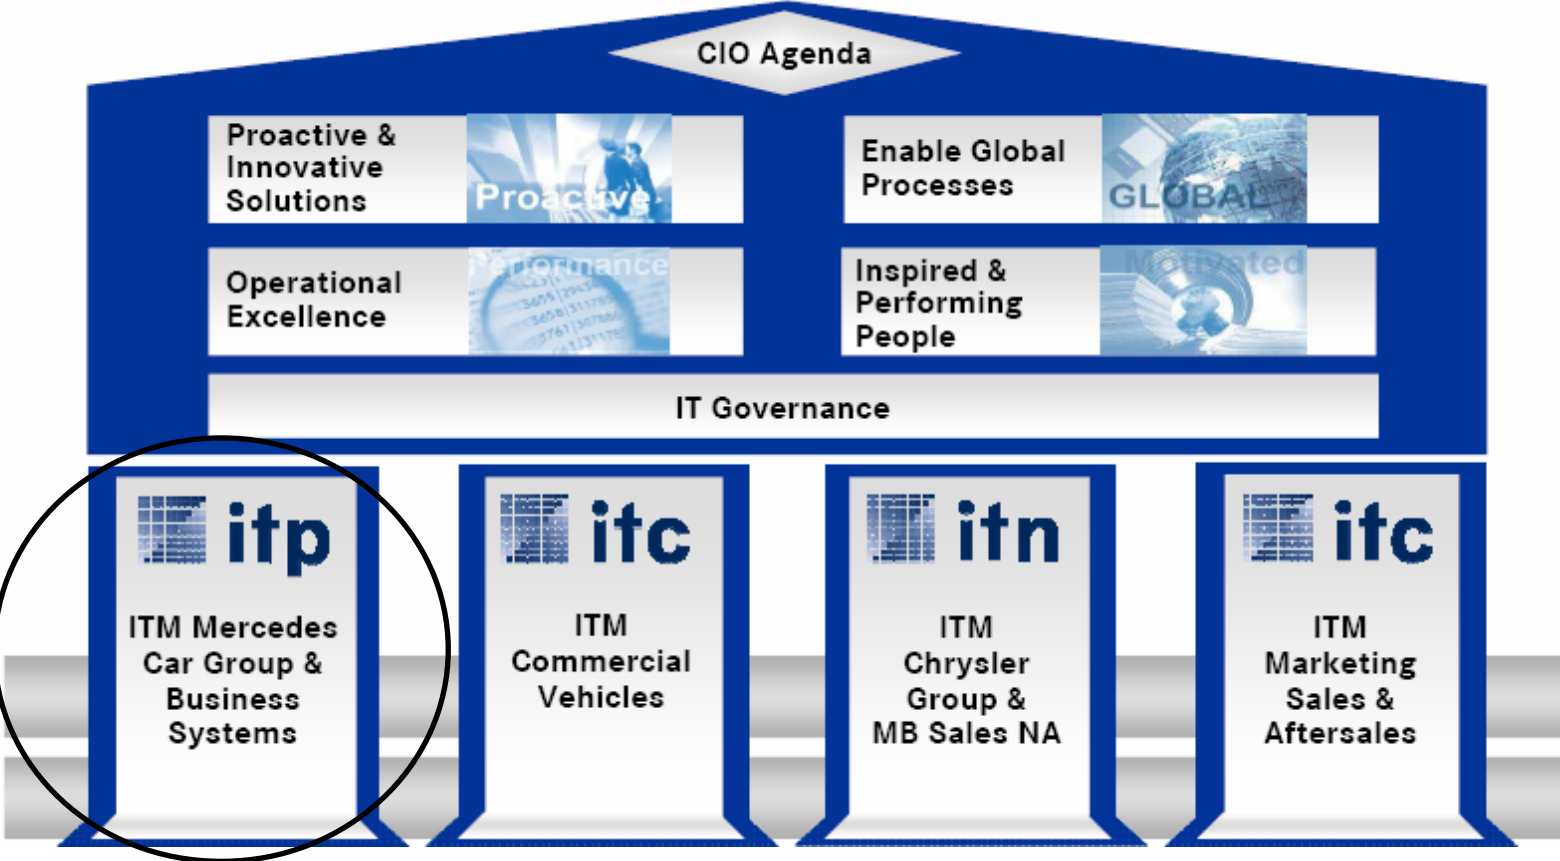 CIO Agenda
Proactive &
Innovative
Solutions
Proactive
Enable Global
Processes
GLOBAL
Operational
Excellence
Performance
Inspired &
Performing
People
Motivated
IT Governance
itp
ITM Mercedes
Car Group &
Business
Systems
itc
ITM
Commercial
Vehicles
itn
ITM
Chrysler
Group &
MB Sales NA
itc
ITM
Marketing
Sales &
Aftersales